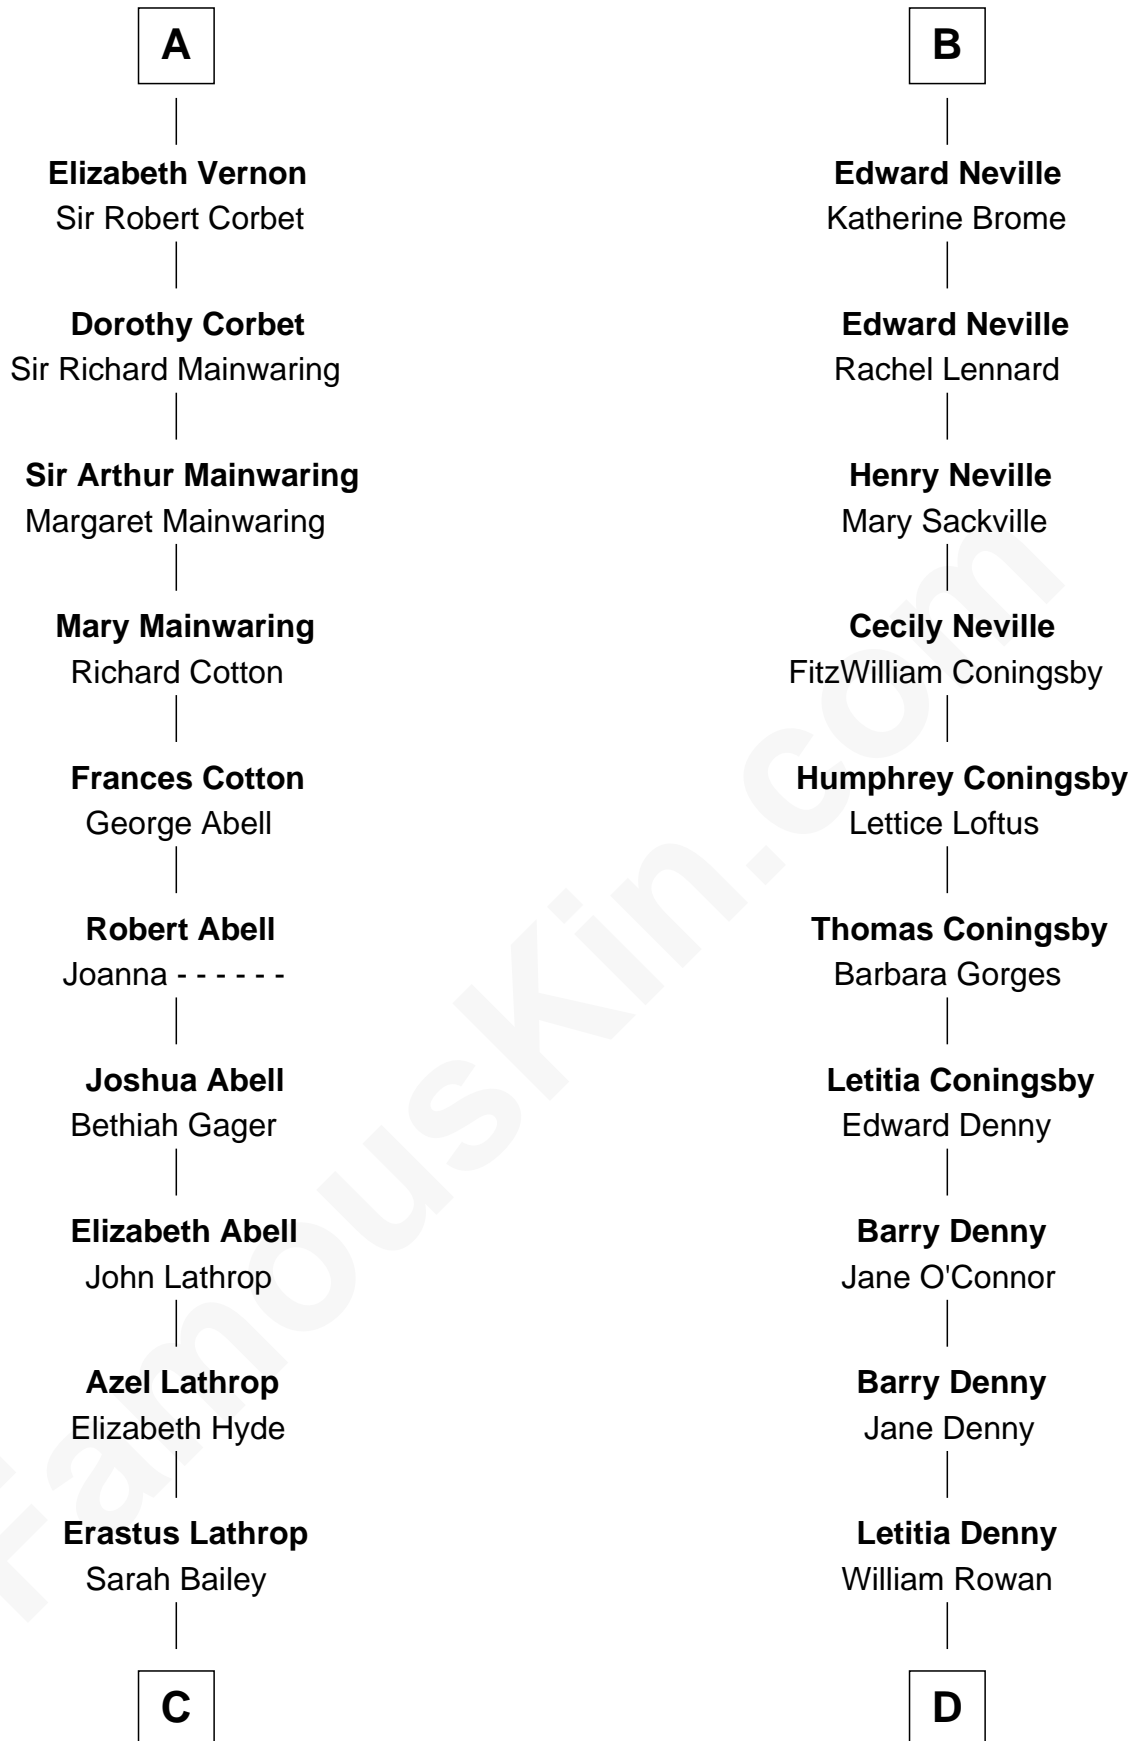 A
Elizabeth Vernon
Sir Robert Corbet
Dorothy Corbet
Sir Richard Mainwaring
Sir Arthur Mainwaring
Margaret Mainwaring
Mary Mainwaring
Richard Cotton
Frances Cotton
George Abell
Robert Abell
Joanna - - - - - -
Joshua Abell
Bethiah Gager
Elizabeth Abell
John Lathrop
Azel Lathrop
Elizabeth Hyde
Erastus Lathrop
Sarah Bailey
C
B
Edward Neville
Katherine Brome
Edward Neville
Rachel Lennard
Henry Neville
Mary Sackville
Cecily Neville
FitzWilliam Coningsby
Humphrey Coningsby
Lettice Loftus
Thomas Coningsby
Barbara Gorges
Letitia Coningsby
Edward Denny
Barry Denny
Jane O'Connor
Barry Denny
Jane Denny
Letitia Denny
William Rowan
D
FamousKin.com